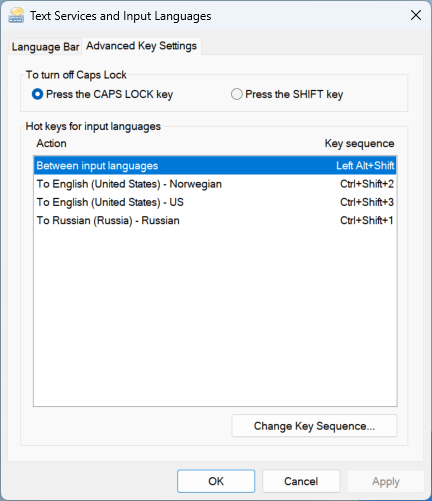 Text Services and Input Languages
Language Bar Advanced Key Settings
To turn off Caps Lock
Press the CAPS LOCK key Press the SHIFT key
Hot keys for input languages
Action Key sequence
Between input languages Left Alt+Shift
To English (United States) - Norwegian Ctrl+Shift+2
To English (United States) - US Ctrl+Shift+3
To Russian (Russia) - Russian Ctrl+Shift+1
Change Key Sequence...
OK Cancel Apply